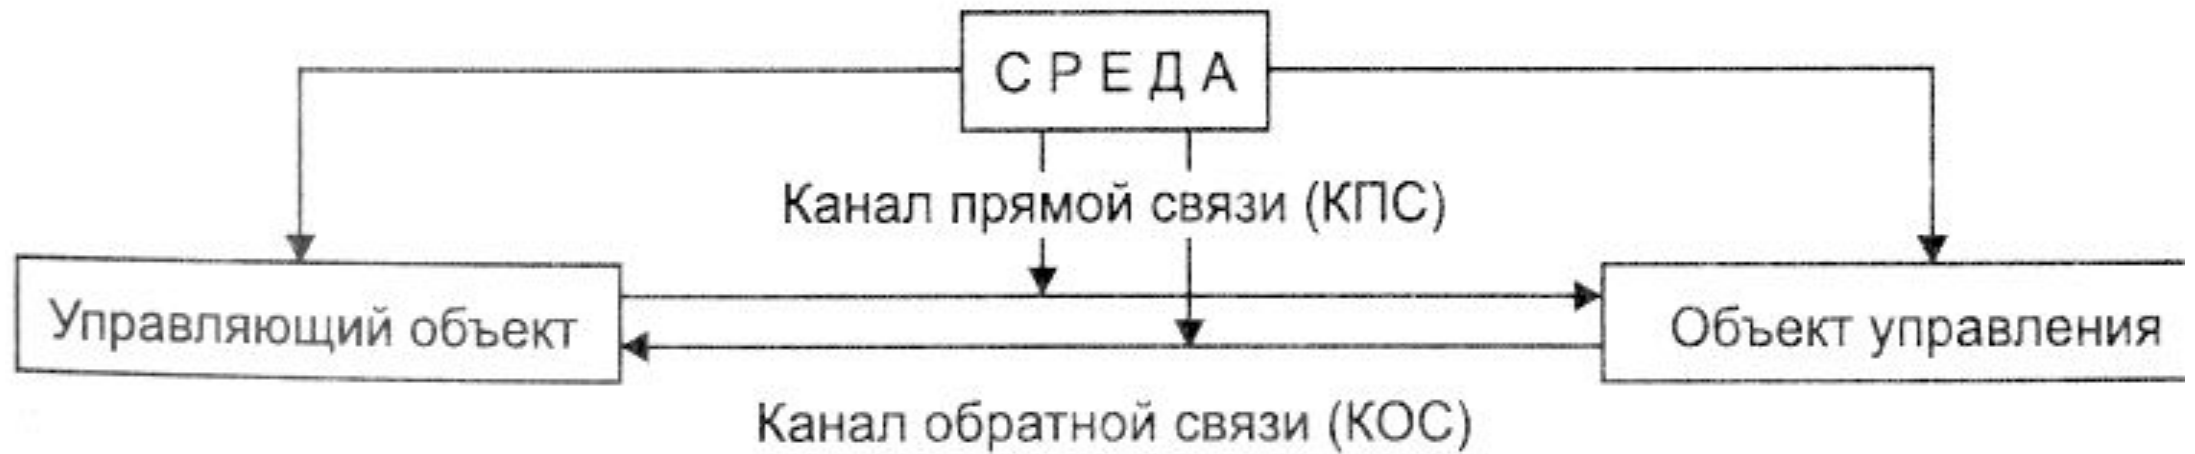 СРЕДА
Канал прямой связи (КПС)
Управляющий объект
Объект управления
Канал обратной связи (КОС)